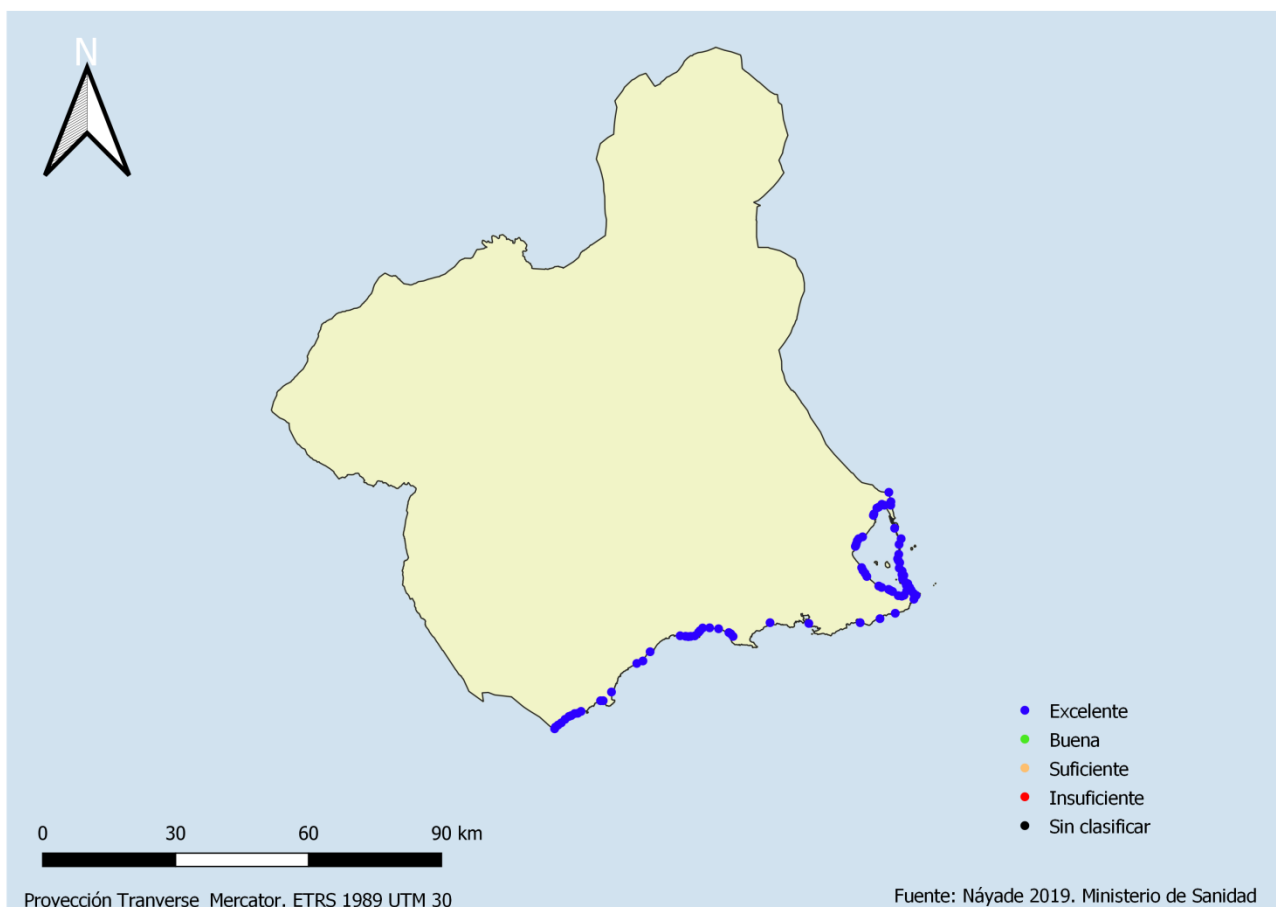 N
Excelente
Buena
Suficiente
Insuficiente
Sin clasificar
0 30 60 90 km
Proyección Tranverse Mercator. ETRS 1989 UTM 30
Fuente: Náyade 2019. Ministerio de Sanidad